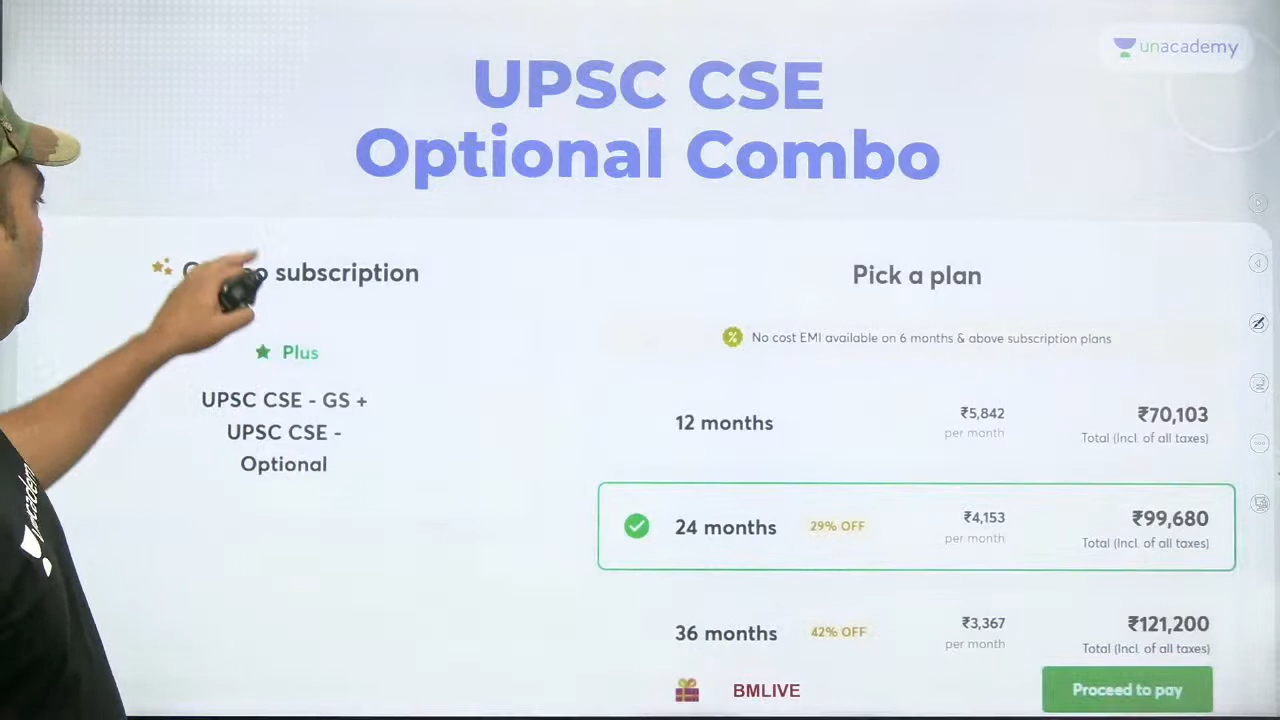 unacademy
UPSC CSE
Optional Combo
subscription
Plus
UPSC CSE - GS +
UPSC CSE -
Optional
Pick a plan
No cost EMI available on 6 months & above subscription plans
12 months ₹5,842 ₹70,103
per month Total (Incl. of all taxes)
24 months 29% OFF ₹4,153 ₹99,680
per month Total (Incl. of all taxes)
36 months 42% OFF ₹3,367 ₹121,200
per month Total (Incl. of all taxes)
BMLIVE
Proceed to pay
unacademy